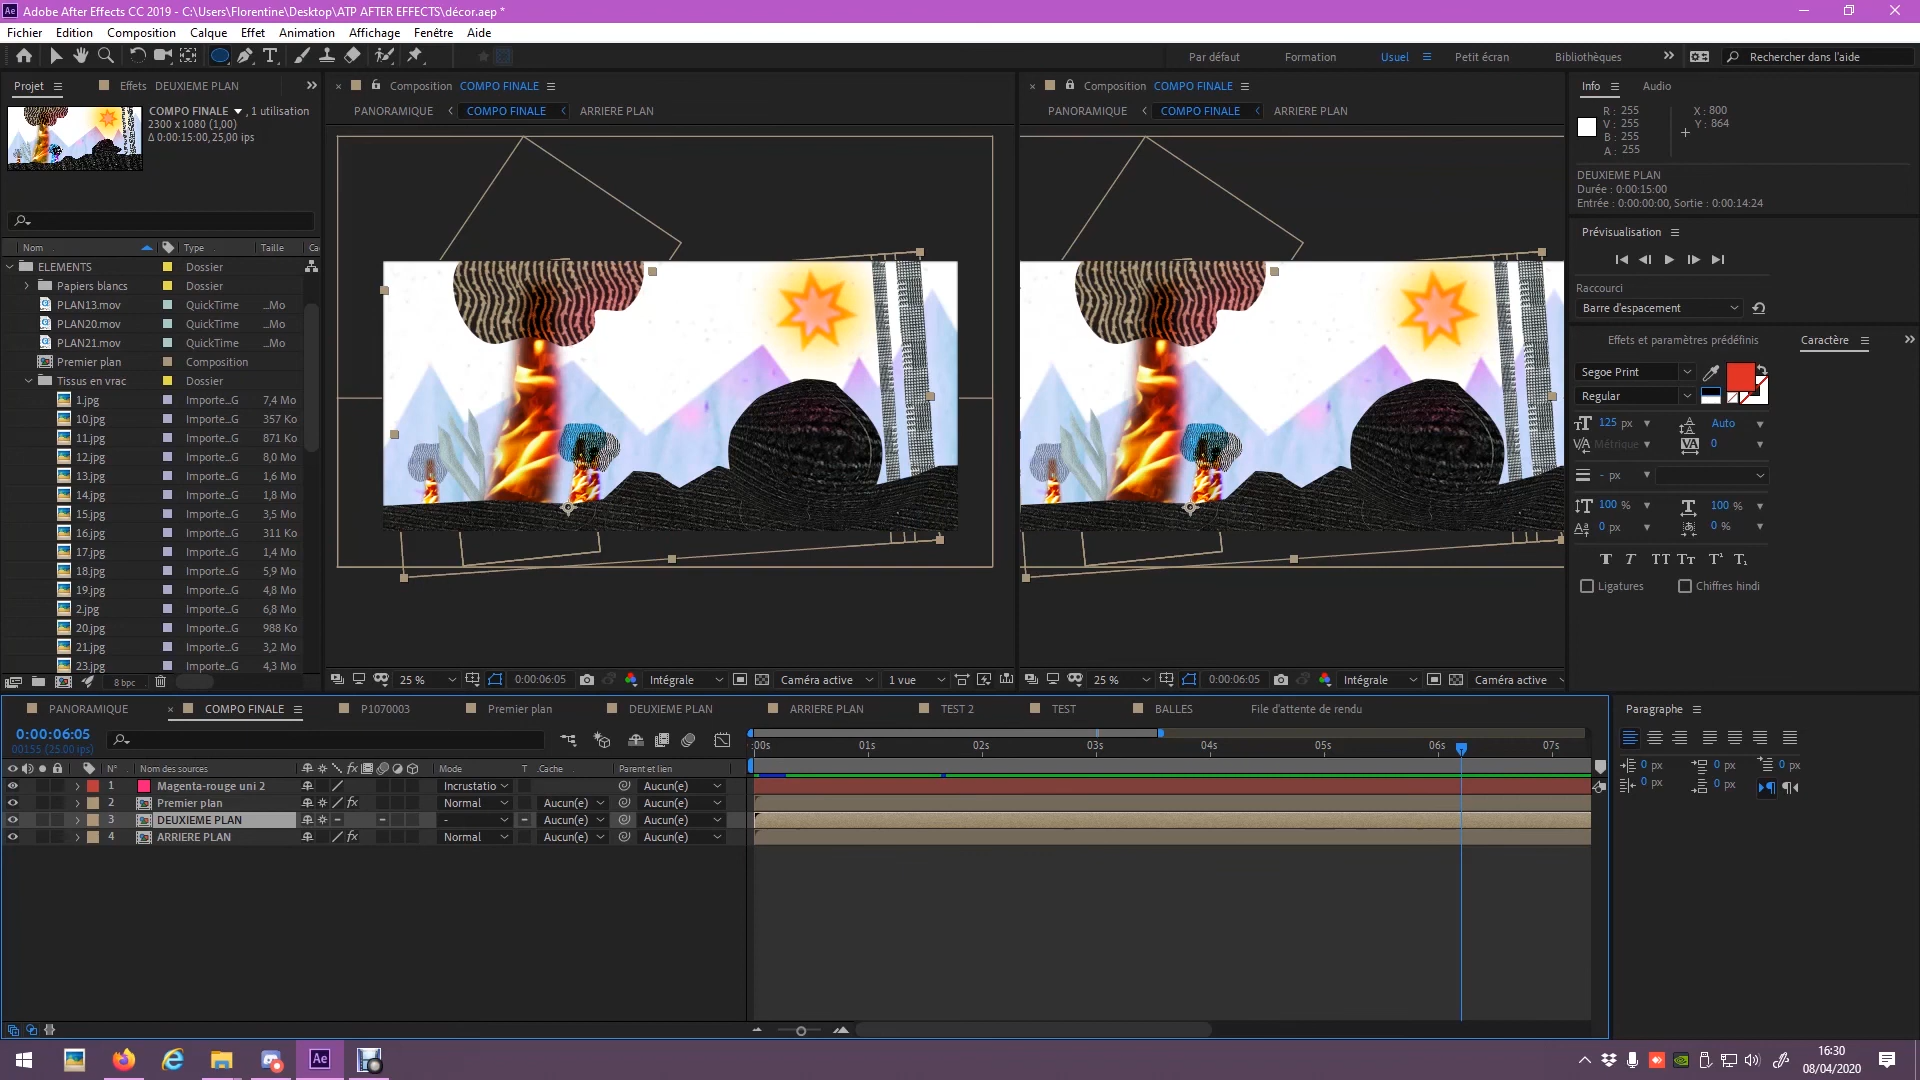 Adobe After Effects CC 2019 - C:\Users\Florentine\Desktop\ATP AFTER EFFECTS\décor.aep *
Fichier Edition Composition Calque Effet Animation Affichage Fenêtre Aide
Par défaut Formation Usuel Petit écran Bibliothèques Rechercher dans l'aide
Projet Effets DEUXIEME PLAN
COMPO FINALE , 1 utilisation
2300 x 1080 (1,00)
Δ 0:00:15:00, 25,00 ips
Nom Type Taille Ca
ELEMENTS Dossier
Papiers blancs Dossier
PLAN13.mov QuickTime ...Mo
PLAN20.mov QuickTime ...Mo
PLAN21.mov QuickTime ...Mo
Premier plan Composition
Tissus en vrac Dossier
1.jpg Importe...G 7,4 Mo
10.jpg Importe...G 357 Ko
11.jpg Importe...G 871 Ko
12.jpg Importe...G 8,0 Mo
13.jpg Importe...G 1,6 Mo
14.jpg Importe...G 1,8 Mo
15.jpg Importe...G 3,5 Mo
16.jpg Importe...G 311 Ko
17.jpg Importe...G 1,4 Mo
18.jpg Importe...G 5,9 Mo
19.jpg Importe...G 4,8 Mo
2.jpg Importe...G 6,8 Mo
20.jpg Importe...G 988 Ko
21.jpg Importe...G 3,2 Mo
23.jpg Importe...G 4,3 Mo
8 bpc
Composition COMPO FINALE
PANORAMIQUE COMPO FINALE ARRIERE PLAN
25 % 0:00:06:05 Intégrale Caméra active 1 vue
Composition COMPO FINALE
PANORAMIQUE COMPO FINALE ARRIERE PLAN
25 % 0:00:06:05 Intégrale Caméra active
Info Audio
R : 255
V : 255
B : 255
A : 255
X : 800
Y : 864
DEUXIEME PLAN
Durée : 0:00:15:00
Entrée : 0:00:00:00, Sortie : 0:00:14:24
Prévisualisation
Raccourci
Barre d'espacement
Effets et paramètres prédéfinis Caractère
Segoe Print
Regular
125 px Auto
Métrique 0
- px
100 % 100 %
0 px 0 %
T T TT Tт T¹ T₁
Ligatures Chiffres hindi
PANORAMIQUE COMPO FINALE P1070003 Premier plan DEUXIEME PLAN ARRIERE PLAN TEST 2 TEST BALLES File d'attente de rendu
0:00:06:05
00155 (25.00 ips)
:00s 01s 02s 03s 04s 05s 06s 07s
N° Nom des sources fx Mode T .Cache Parent et lien
1 Magenta-rouge uni 2 Incrustatio Aucun(e)
2 Premier plan fx Normal Aucun(e) Aucun(e)
3 DEUXIEME PLAN - Aucun(e) Aucun(e)
4 ARRIERE PLAN fx Normal Aucun(e) Aucun(e)
Paragraphe
0 px 0 px 0 px
0 px 0 px
Ae
16:30
08/04/2020